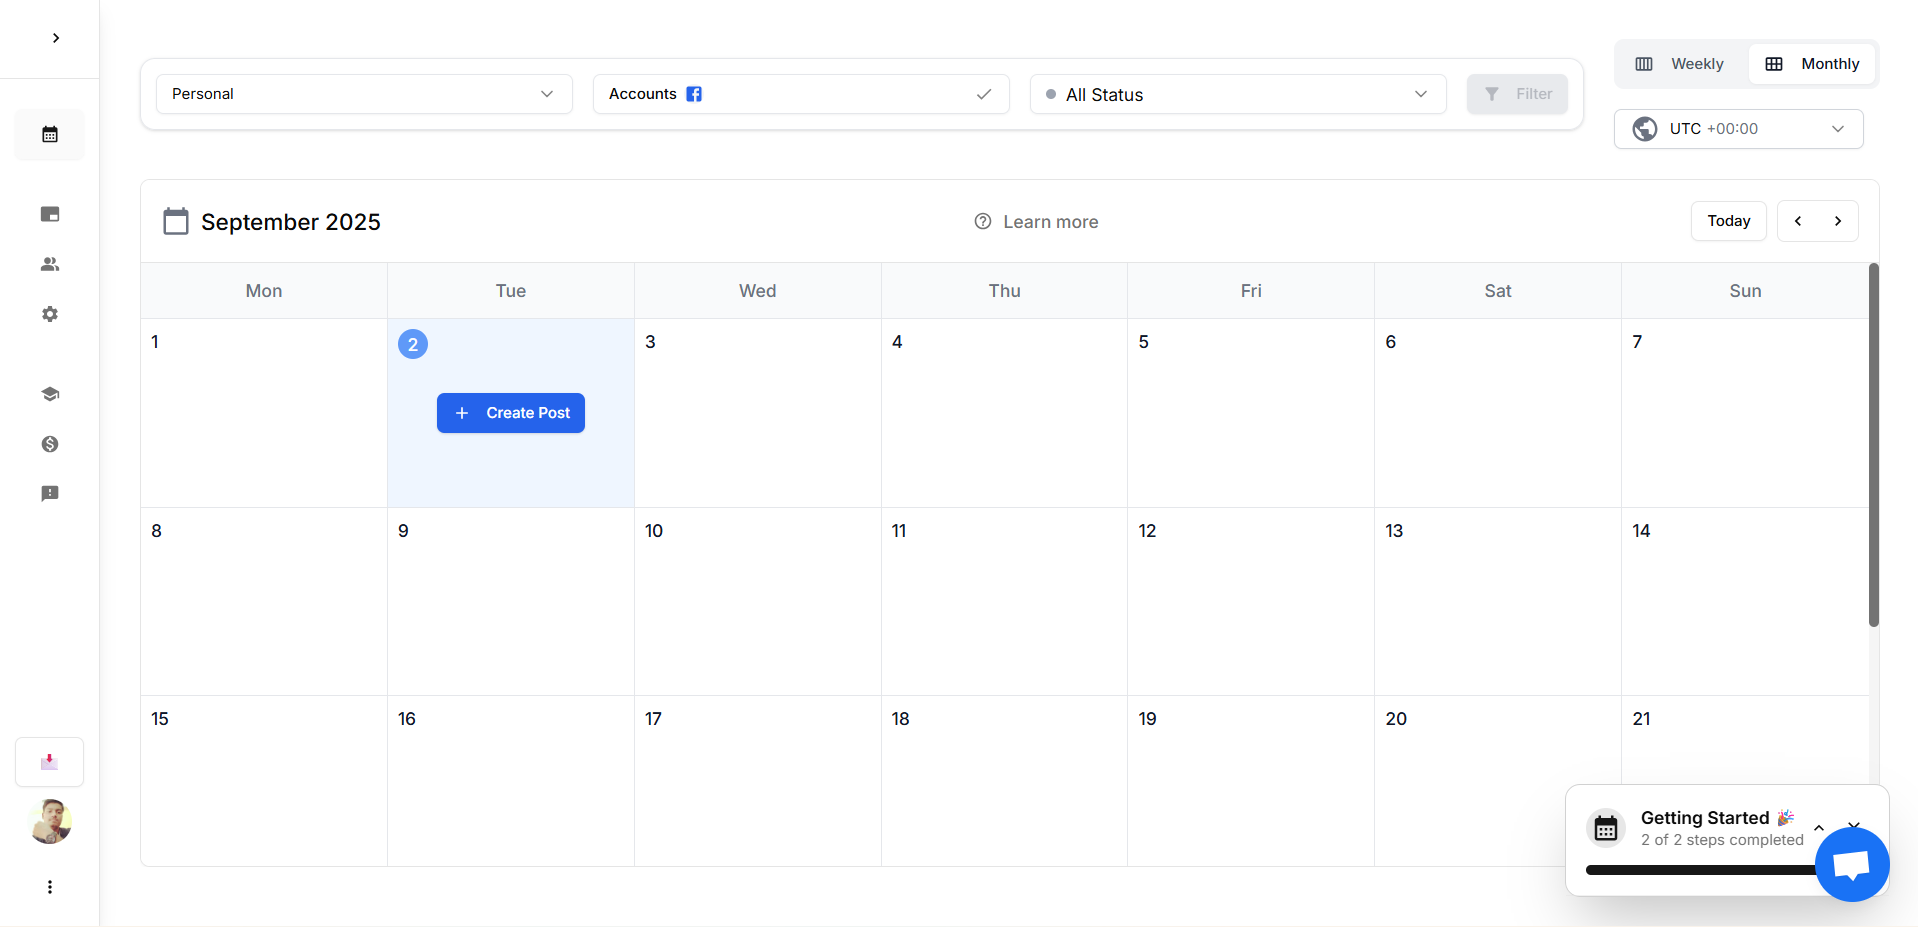 Personal
Accounts
All Status
Filter
Weekly
Monthly
UTC +00:00
September 2025
Learn more
Today
Mon Tue Wed Thu Fri Sat Sun
1 2 3 4 5 6 7
Create Post
8 9 10 11 12 13 14
15 16 17 18 19 20 21
Getting Started 🎉
2 of 2 steps completed